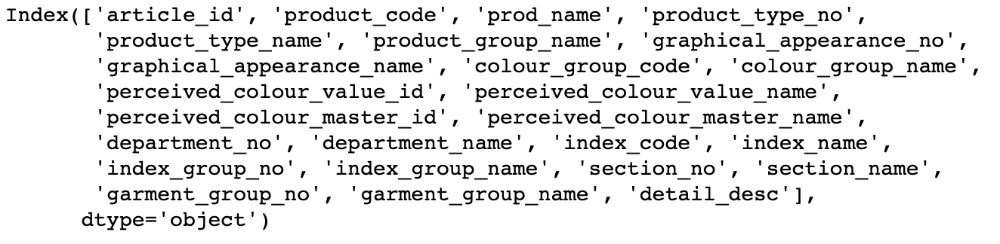 Index(['article_id', 'product_code', 'prod_name', 'product_type_no',
'product_type_name', 'product_group_name', 'graphical_appearance_no',
'graphical_appearance_name', 'colour_group_code', 'colour_group_name',
'perceived_colour_value_id', 'perceived_colour_value_name',
'perceived_colour_master_id', 'perceived_colour_master_name',
'department_no', 'department_name', 'index_code', 'index_name',
'index_group_no', 'index_group_name', 'section_no', 'section_name',
'garment_group_no', 'garment_group_name', 'detail_desc'],
dtype='object')